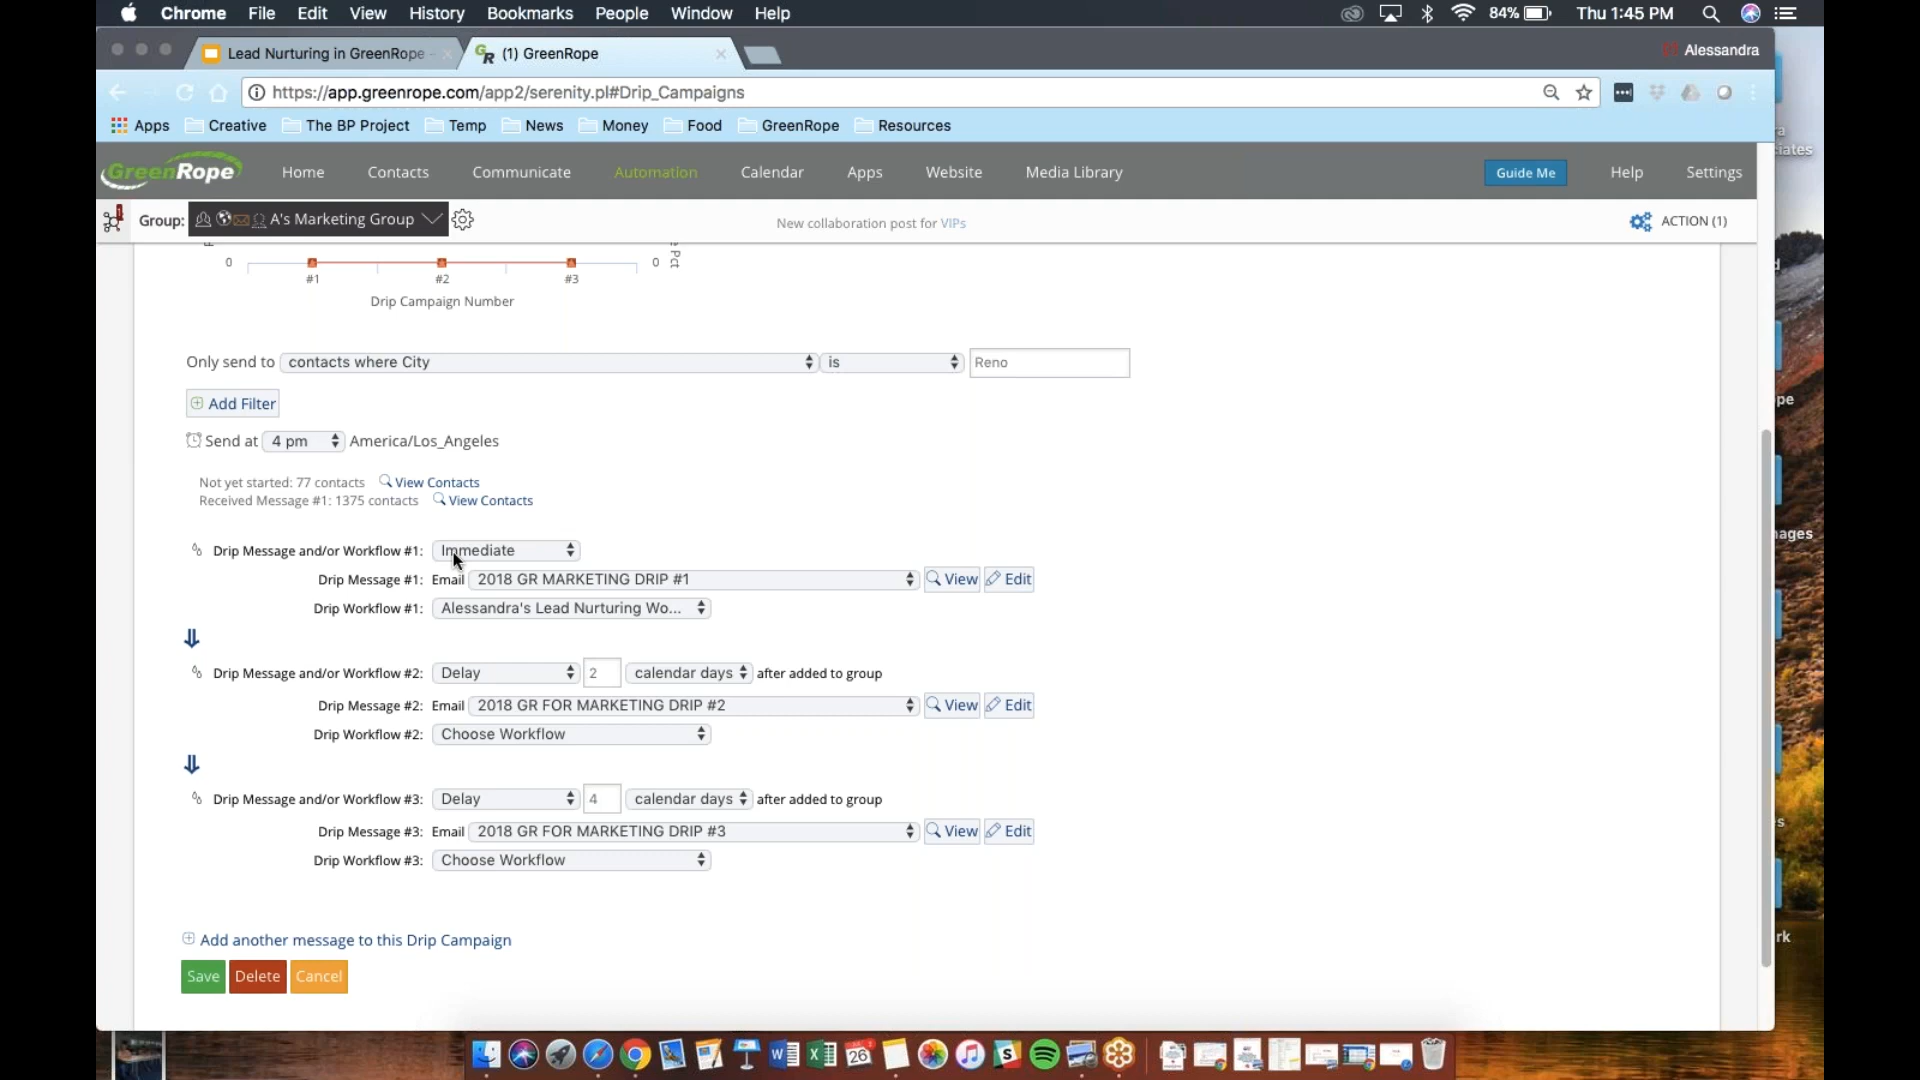 Chrome File Edit View History Bookmarks People Window Help 84% Thu 1:45 PM
Lead Nurturing in GreenRope - (1) GreenRope Alessandra
https://app.greenrope.com/app2/serenity.pl#Drip_Campaigns
Apps Creative The BP Project Temp News Money Food GreenRope Resources
GreenRope Home Contacts Communicate Automation Calendar Apps Website Media Library Guide Me Help Settings
Group: A's Marketing Group New collaboration post for VIPs ACTION (1)
0 0
#1 #2 #3
Drip Campaign Number
Only send to contacts where City is Reno
Add Filter
Send at 4 pm America/Los_Angeles
Not yet started: 77 contacts View Contacts
Received Message #1: 1375 contacts View Contacts
Drip Message and/or Workflow #1: Immediate
Drip Message #1: Email 2018 GR MARKETING DRIP #1 View Edit
Drip Workflow #1: Alessandra's Lead Nurturing Wo...
Drip Message and/or Workflow #2: Delay 2 calendar days after added to group
Drip Message #2: Email 2018 GR FOR MARKETING DRIP #2 View Edit
Drip Workflow #2: Choose Workflow
Drip Message and/or Workflow #3: Delay 4 calendar days after added to group
Drip Message #3: Email 2018 GR FOR MARKETING DRIP #3 View Edit
Drip Workflow #3: Choose Workflow
Add another message to this Drip Campaign
Save Delete Cancel